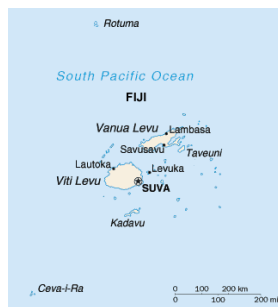 Rotuma
South Pacific Ocean
FIJI
Vanua Levu
Lambasa
Savusavu
Taveuni
Lautoka
Levuka
Viti Levu
SUVA
Kadavu
Ceva-i-Ra
0 100 200 km
0 100 200 mi